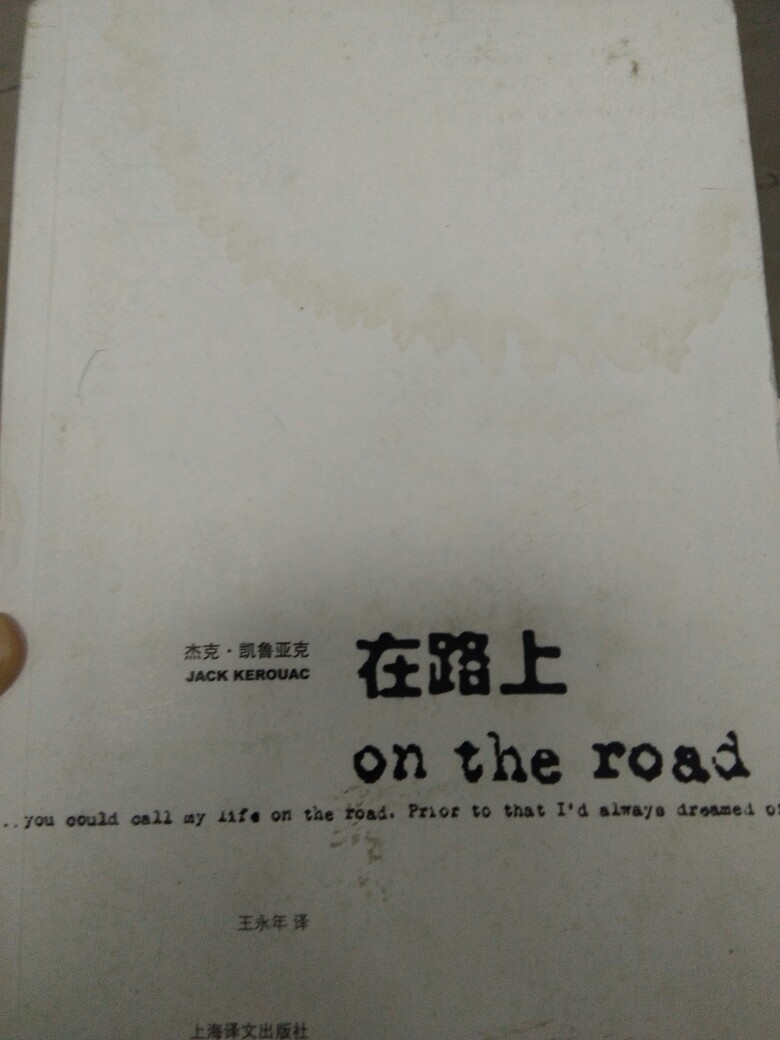 杰克·凯鲁亚克
JACK KEROUAC
在路上
on the road
..you could call my life on the road. Prior to that I'd always dreamed of
王永年 译
上海译文出版社